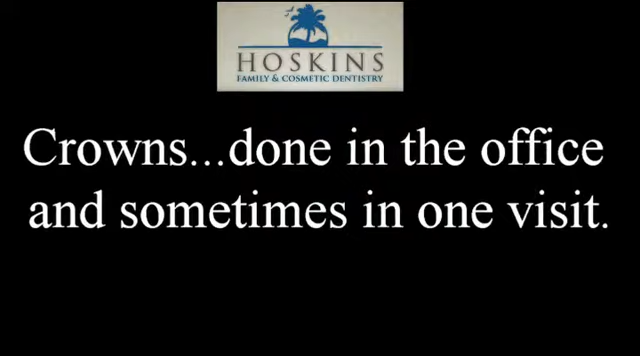 HOSKINS
FAMILY & COSMETIC DENTISTRY
Crowns...done in the office
and sometimes in one visit.